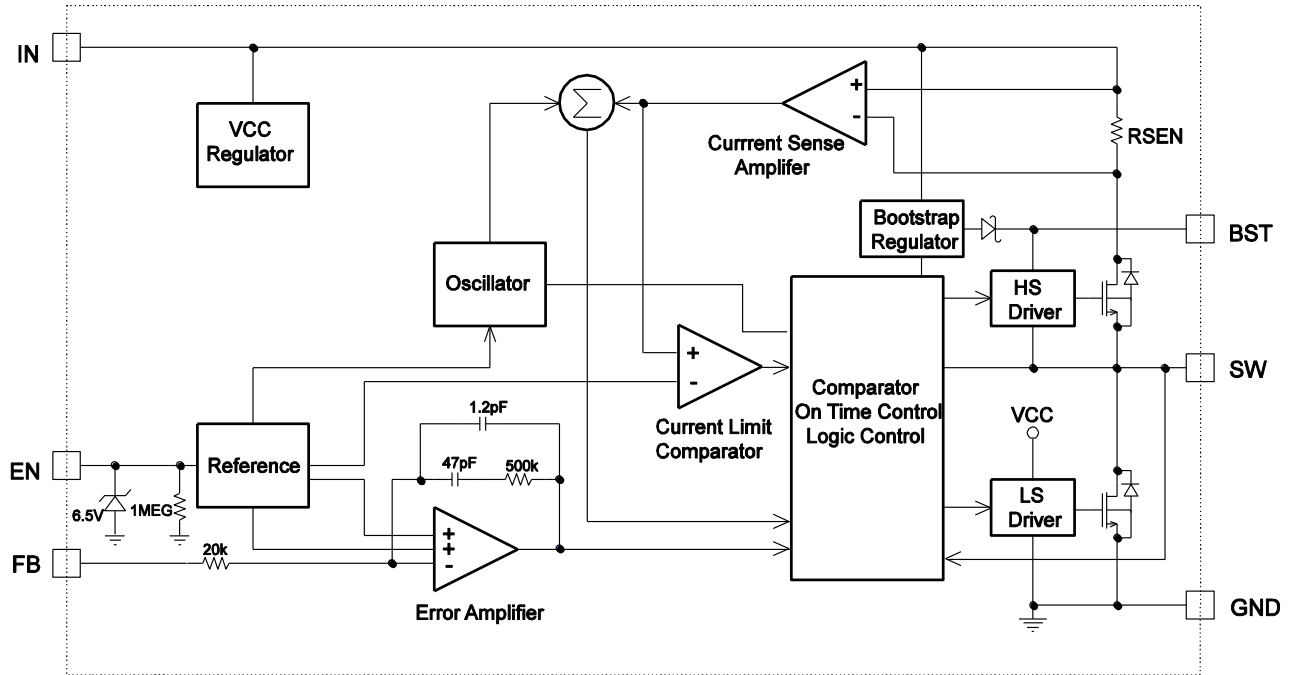 IN
VCC
Regulator
Σ
+
-
Currrent Sense
Amplifer
RSEN
Bootstrap
Regulator
BST
Oscillator
HS
Driver
+
-
Current Limit
Comparator
Comparator
On Time Control
Logic Control
SW
VCC
1.2pF
47pF
500k
EN
Reference
6.5V
1MEG
LS
Driver
FB
20k
+
+
-
Error Amplifier
GND